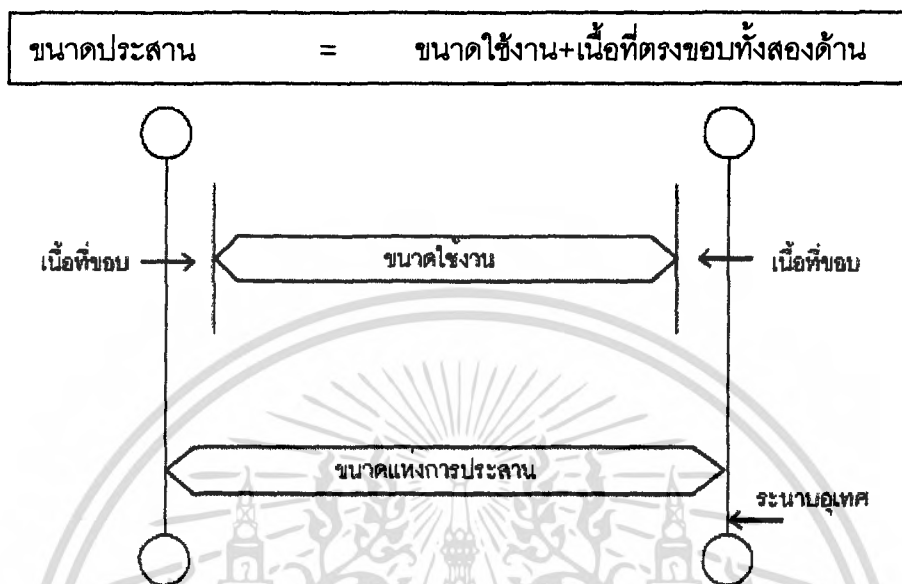 ขนาดประสาน = ขนาดใช้งาน+เนื้อที่ตรงขอบทั้งสองด้าน
เนื้อที่ขอบ
ขนาดใช้งวน
เนื้อที่ขอบ
ขนาดแห่งการประสาน
ระนาบอุเทศ